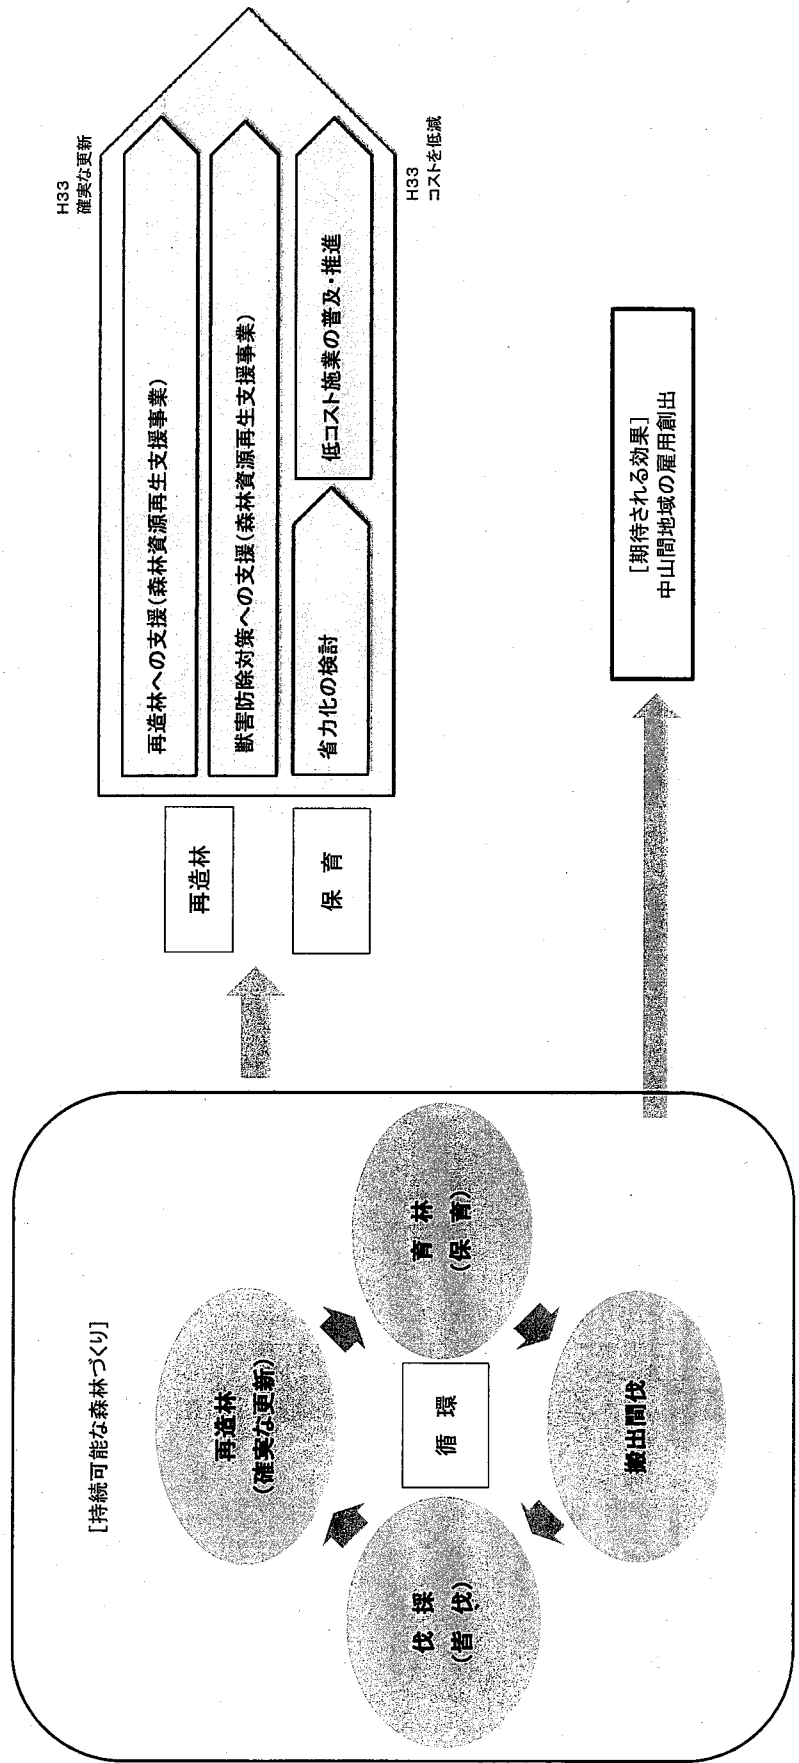 [持続可能な森林づくり]
再造林
(確実な更新)
伐 採
(皆 伐)
循 環
育 林
(保 育)
搬出間伐
再造林
保 育
H33
確実な更新
再造林への支援(森林資源再生支援事業)
獣害防除対策への支援(森林資源再生支援事業)
省力化の検討
低コスト施業の普及・推進
H33
コストを低減
[期待される効果]
中山間地域の雇用創出